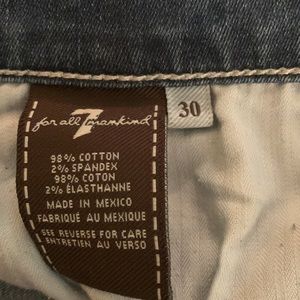 7
for all mankind
30
98% COTTON
2% SPANDEX
98% COTON
2% ÉLASTHANNE
MADE IN MEXICO
FABRIQUÉ AU MEXIQUE
SEE REVERSE FOR CARE
ENTRETIEN AU VERSO